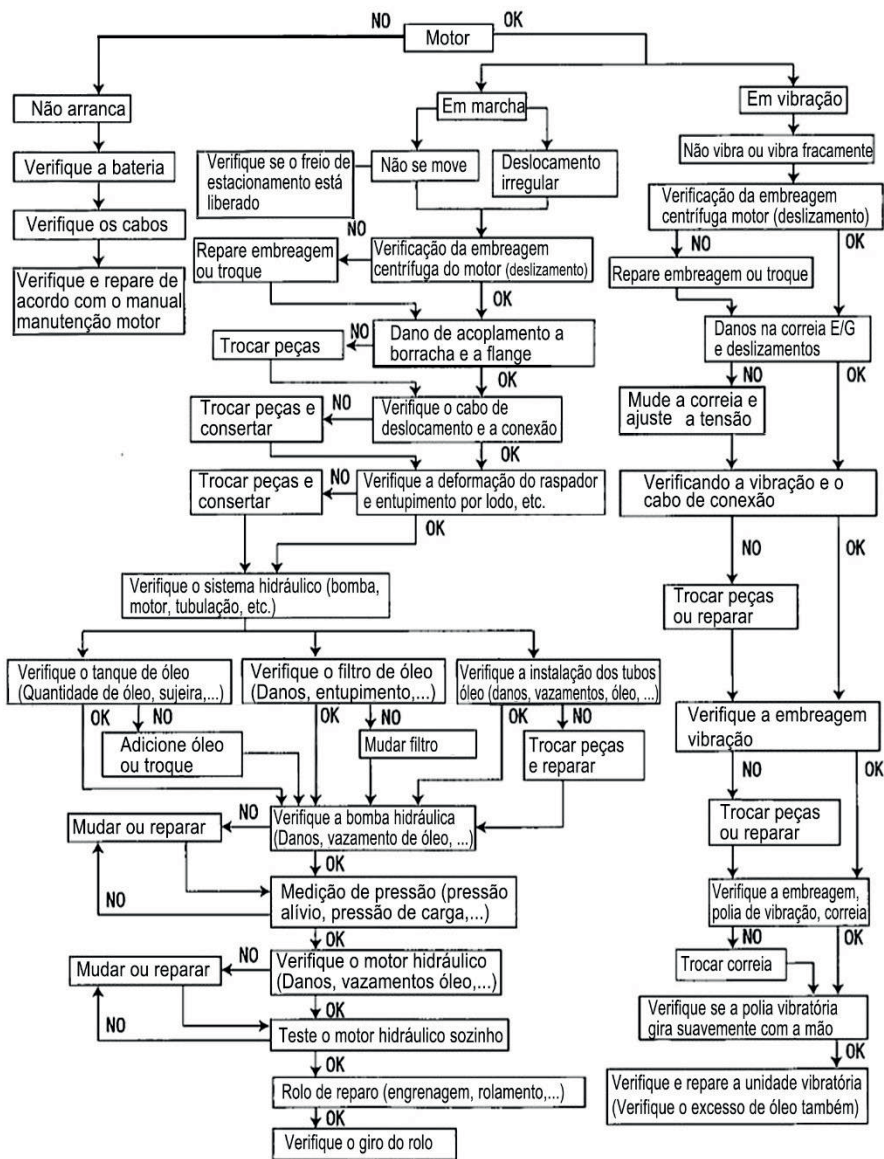 NO
OK
Motor
Não arranca
Em marcha
Em vibração
Verifique a bateria
Verifique se o freio de
estacionamento está
liberado
Não se move
Deslocamento
irregular
Não vibra ou vibra fracamente
Verifique os cabos
Verificação da embreagem
centrífuga motor (deslizamento)
NO
OK
Verifique e repare de
acordo com o manual
manutenção motor
NO
Repare embreagem
ou troque
Verificação da embreagem
centrífuga do motor (deslizamento)
OK
Repare embreagem ou troque
Trocar peças
NO
Dano de acoplamento a
borracha e a flange
OK
Danos na correia E/G
e deslizamentos
NO
OK
Trocar peças e
consertar
NO
Verifique o cabo de
deslocamento e a conexão
OK
Mude a correia e
ajuste a tensão
Trocar peças e
consertar
NO
Verifique a deformação do raspador
e entupimento por lodo, etc.
OK
Verificando a vibração e o
cabo de conexão
NO
OK
Verifique o sistema hidráulico (bomba,
motor, tubulação, etc.)
Trocar peças
ou reparar
Verifique o tanque de óleo
(Quantidade de óleo, sujeira,...)
OK
NO
Verifique o filtro de óleo
(Danos, entupimento,...)
OK
NO
Verifique a instalação dos tubos
óleo (danos, vazamentos, óleo, ...)
OK
NO
Verifique a embreagem
vibração
NO
OK
Adicione óleo
ou troque
Mudar filtro
Trocar peças
e reparar
Mudar ou reparar
NO
Verifique a bomba hidráulica
(Danos, vazamento de óleo, ...)
OK
Trocar peças
ou reparar
NO
Medição de pressão (pressão
alívio, pressão de carga,...)
OK
Verifique a embreagem,
polia de vibração, correia
NO
OK
Mudar ou reparar
NO
Verifique o motor hidráulico
(Danos, vazamentos óleo,...)
OK
Trocar correia
NO
Teste o motor hidráulico sozinho
OK
Verifique se a polia vibratória
gira suavemente com a mão
OK
Rolo de reparo (engrenagem, rolamento,...)
OK
Verifique e repare a unidade vibratória
(Verifique o excesso de óleo também)
Verifique o giro do rolo